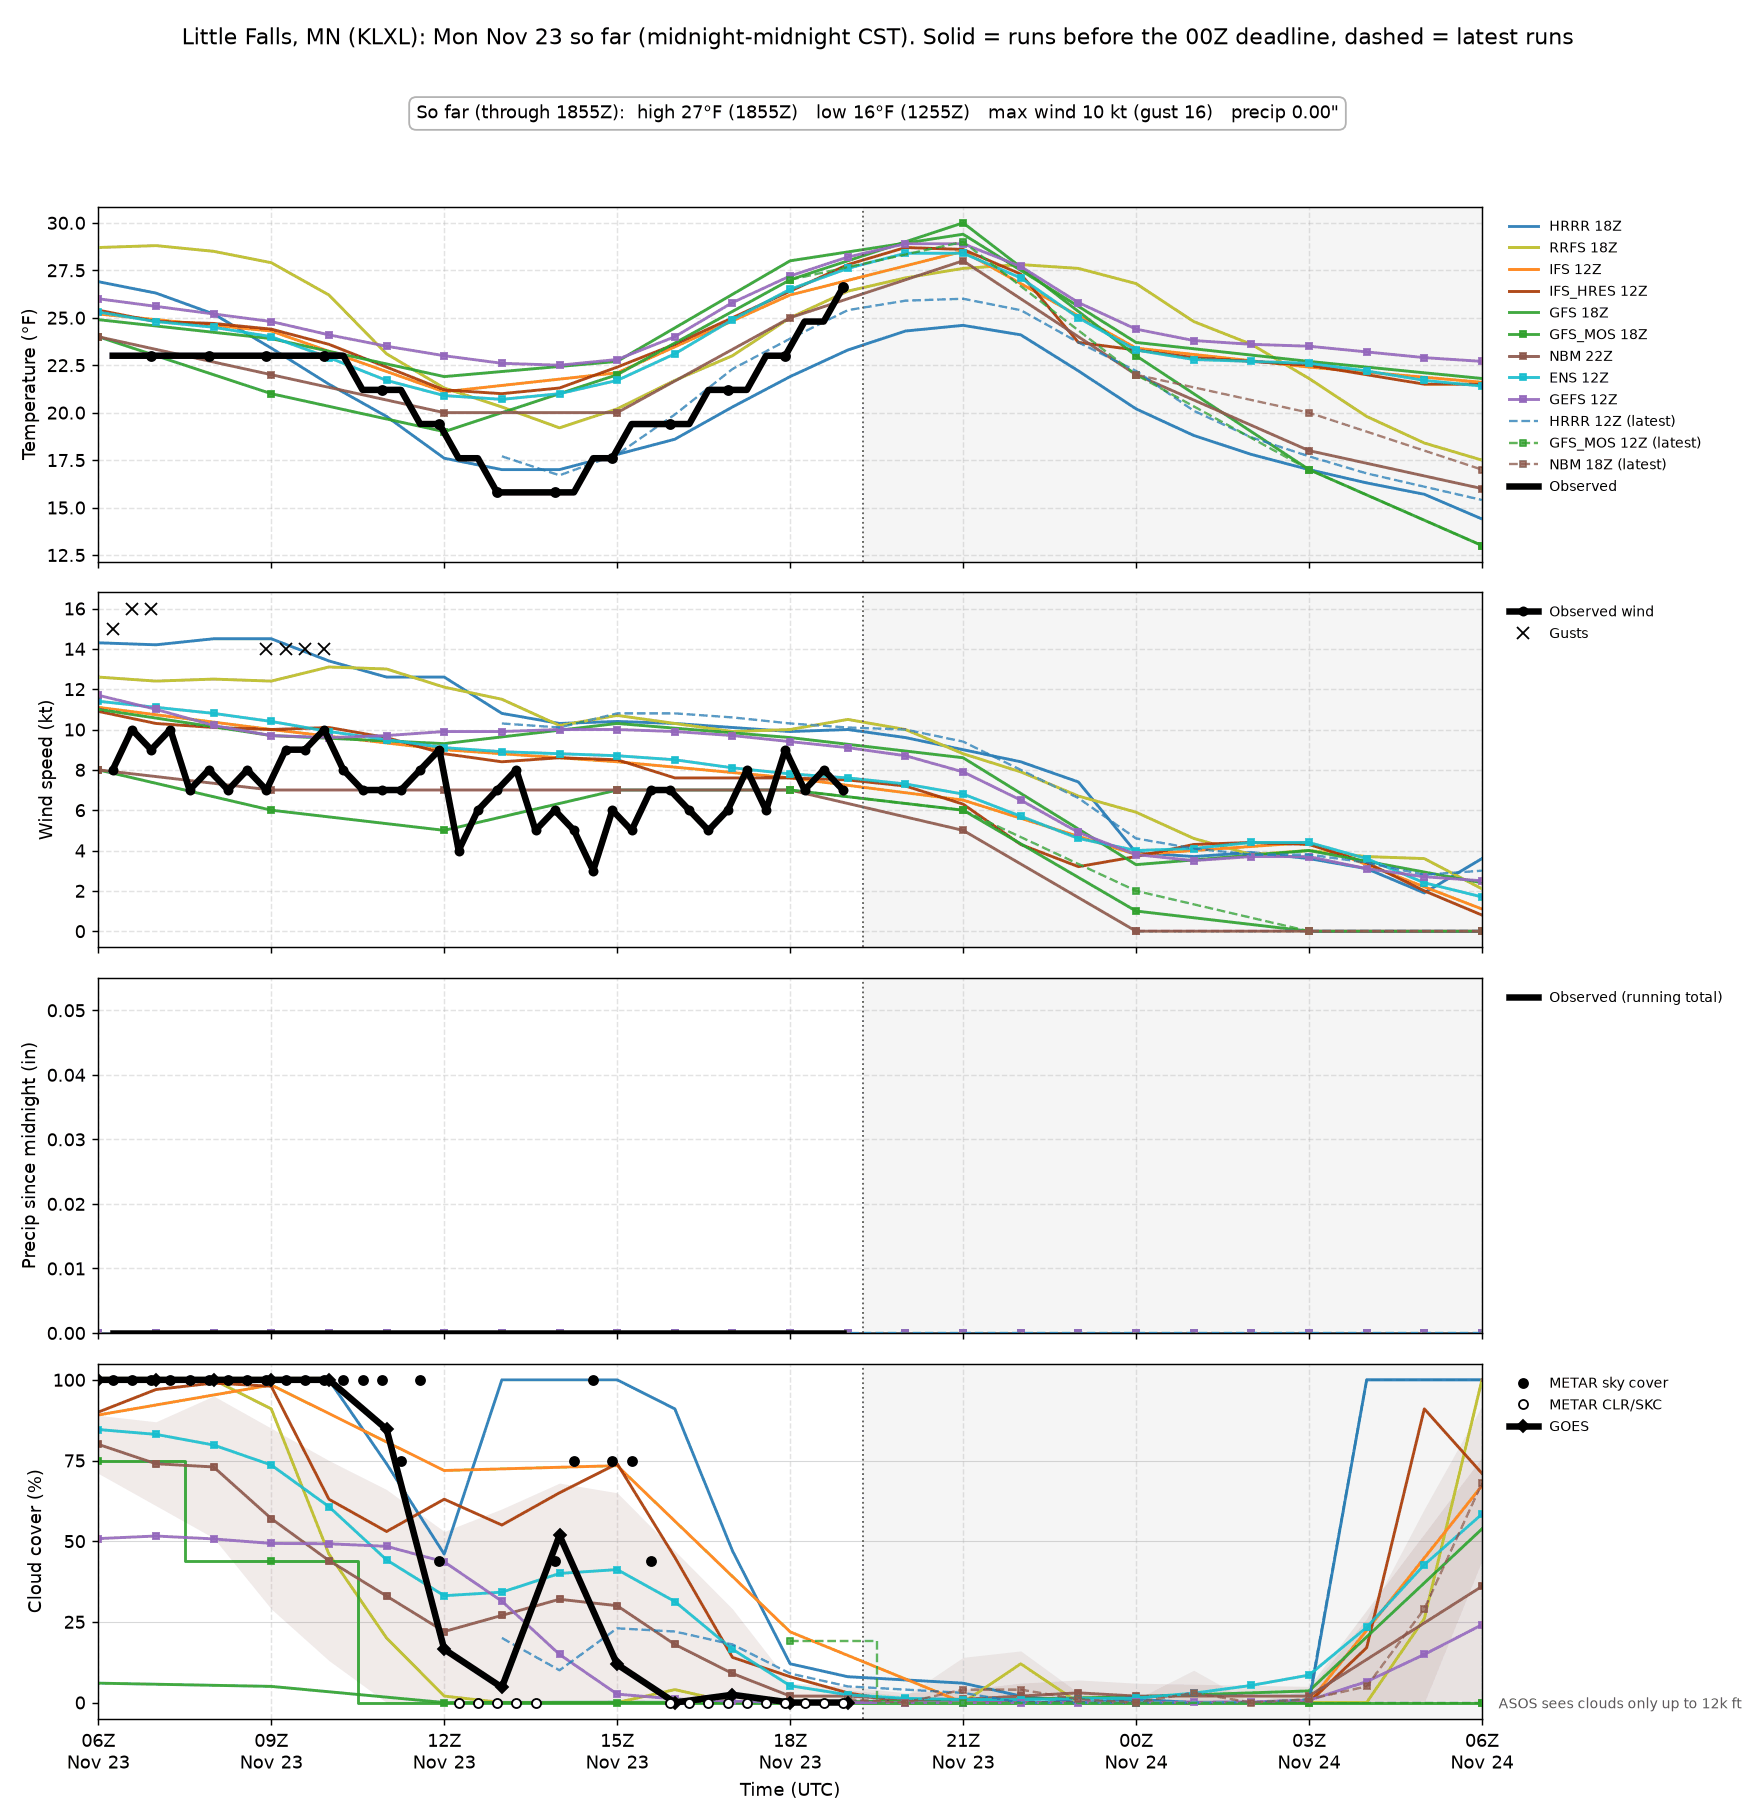 Little Falls, MN (KLXL): Mon Nov 23 so far (midnight-midnight CST). Solid = runs before the 00Z deadline, dashed = latest runs
So far (through 1855Z):  high 27°F (1855Z)   low 16°F (1255Z)   max wind 10 kt (gust 16)   precip 0.00"
Temperature (°F)
30.0
27.5
25.0
22.5
20.0
17.5
15.0
12.5
HRRR 18Z
RRFS 18Z
IFS 12Z
IFS_HRES 12Z
GFS 18Z
GFS_MOS 18Z
NBM 22Z
ENS 12Z
GEFS 12Z
HRRR 12Z (latest)
GFS_MOS 12Z (latest)
NBM 18Z (latest)
Observed
Wind speed (kt)
16
14
12
10
8
6
4
2
0
Observed wind
Gusts
Precip since midnight (in)
0.05
0.04
0.03
0.02
0.01
0.00
Observed (running total)
Cloud cover (%)
100
75
50
25
0
METAR sky cover
METAR CLR/SKC
GOES
ASOS sees clouds only up to 12k ft
06Z
Nov 23
09Z
Nov 23
12Z
Nov 23
15Z
Nov 23
18Z
Nov 23
21Z
Nov 23
00Z
Nov 24
03Z
Nov 24
06Z
Nov 24
Time (UTC)